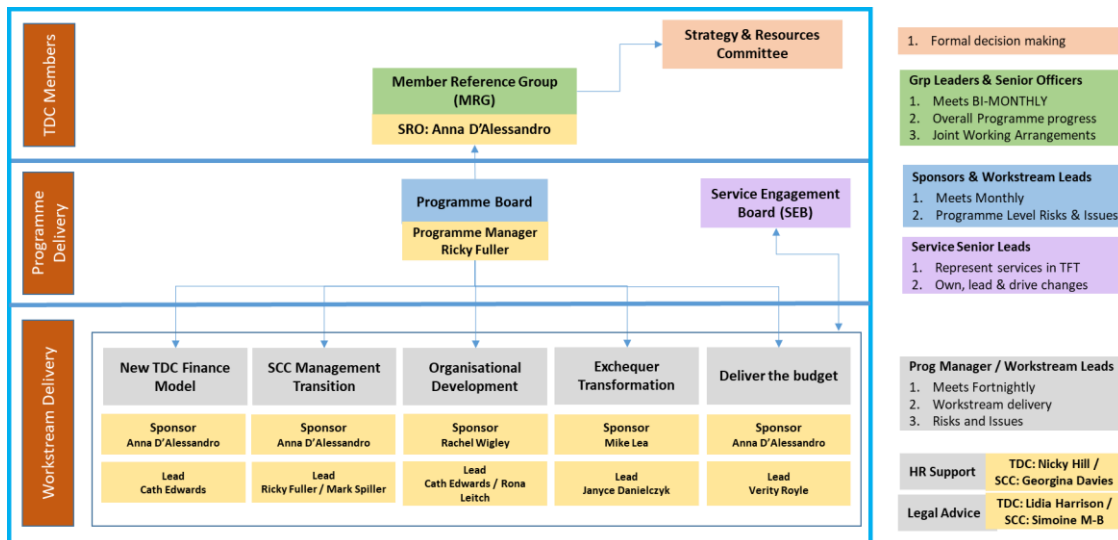 TDC Members
Strategy & Resources
Committee
Member Reference Group
(MRG)
SRO: Anna D'Alessandro
Programme
Delivery
Programme Board
Programme Manager
Ricky Fuller
Service Engagement
Board (SEB)
Workstream Delivery
New TDC Finance
Model
Sponsor
Anna D'Alessandro
Lead
Cath Edwards
SCC Management
Transition
Sponsor
Anna D'Alessandro
Lead
Ricky Fuller / Mark Spiller
Organisational
Development
Sponsor
Rachel Wigley
Lead
Cath Edwards / Rona
Leitch
Exchequer
Transformation
Sponsor
Mike Lea
Lead
Janyce Danielczyk
Deliver the budget
Sponsor
Anna D'Alessandro
Lead
Verity Royle
1. Formal decision making
Grp Leaders & Senior Officers
1. Meets BI-MONTHLY
2. Overall Programme progress
3. Joint Working Arrangements
Sponsors & Workstream Leads
1. Meets Monthly
2. Programme Level Risks & Issues
Service Senior Leads
1. Represent services in TFT
2. Own, lead & drive changes
Prog Manager / Workstream Leads
1. Meets Fortnightly
2. Workstream delivery
3. Risks and Issues
HR Support
TDC: Nicky Hill /
SCC: Georgina Davies
Legal Advice
TDC: Lidia Harrison /
SCC: Simoine M-B